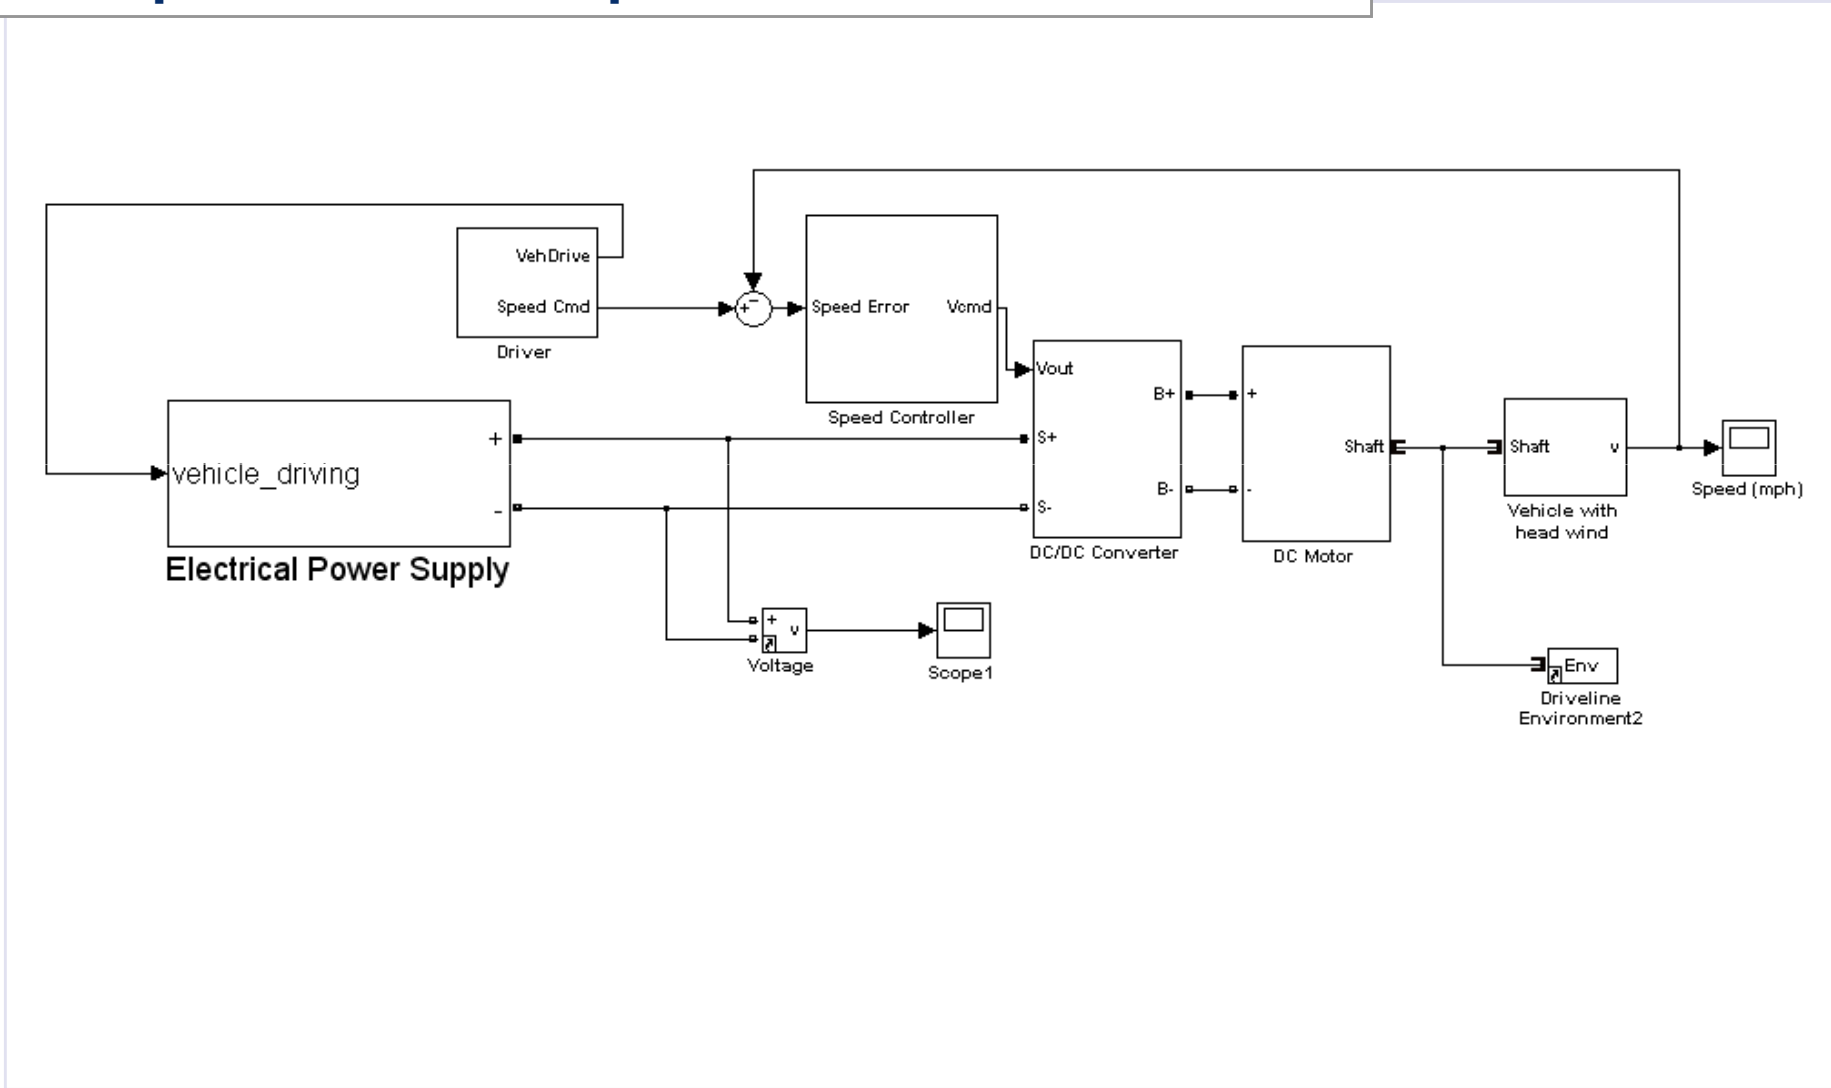 VehDrive
Speed Cmd
Driver
+
-
Speed Error
Vcmd
Speed Controller
vehicle_driving
+
-
Electrical Power Supply
Vout
S+
S-
B+
B-
DC/DC Converter
+
-
Shaft
DC Motor
Shaft
v
Vehicle with
head wind
Speed (mph)
+
v
Voltage
Scope1
Env
Driveline
Environment2